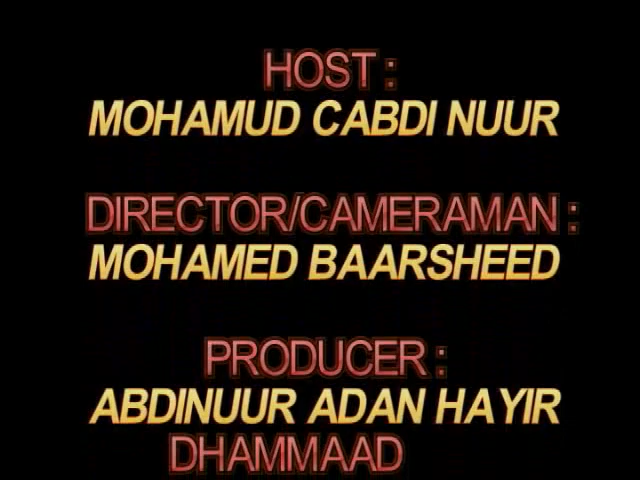 HOST :
MOHAMUD CABDI NUUR
DIRECTOR/CAMERAMAN :
MOHAMED BAARSHEED
PRODUCER :
ABDINUUR ADAN HAYIR
DHAMMAAD